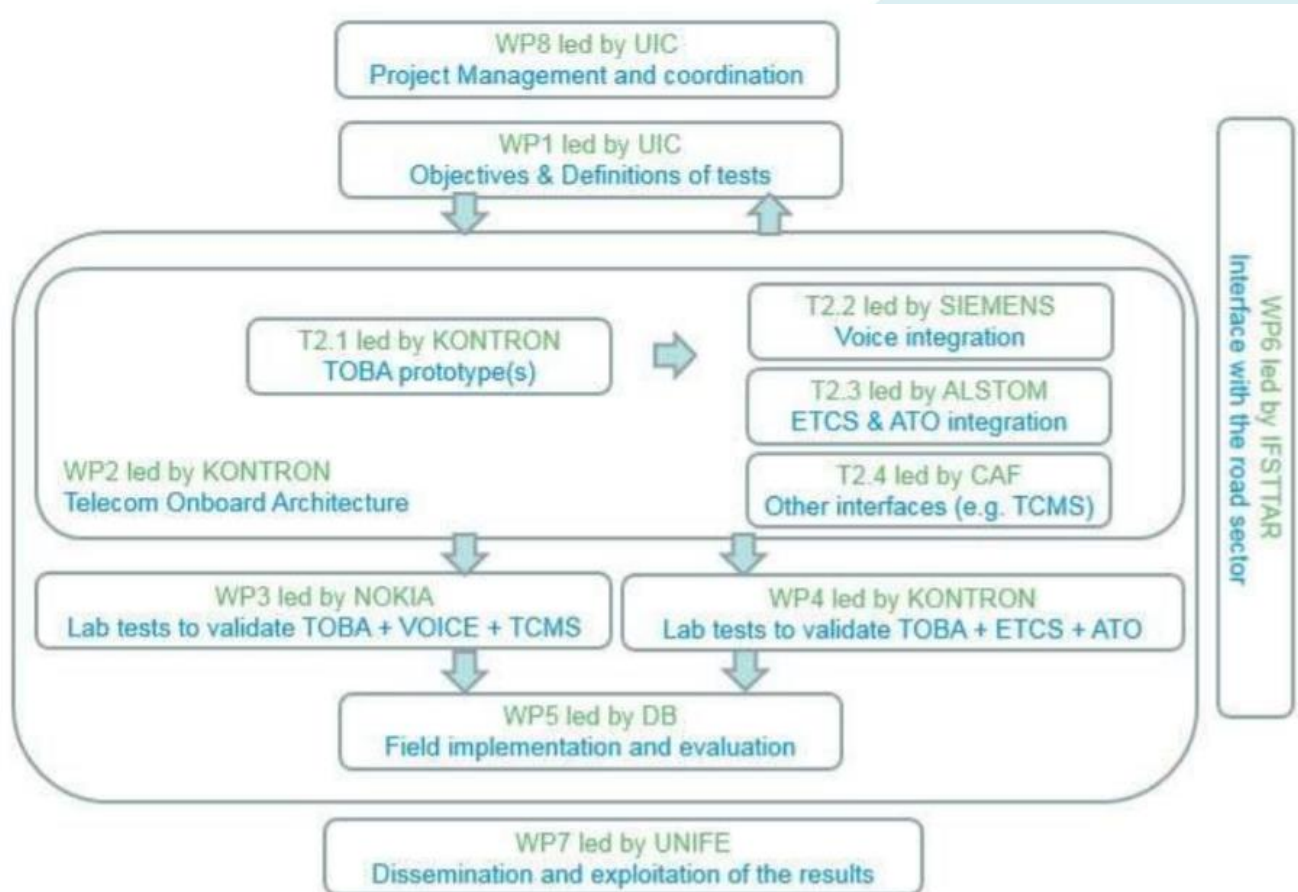 WP8 led by UIC
Project Management and coordination
WP1 led by UIC
Objectives & Definitions of tests
T2.1 led by KONTRON
TOBA prototype(s)
T2.2 led by SIEMENS
Voice integration
T2.3 led by ALSTOM
ETCS & ATO integration
T2.4 led by CAF
Other interfaces (e.g. TCMS)
WP2 led by KONTRON
Telecom Onboard Architecture
WP3 led by NOKIA
Lab tests to validate TOBA + VOICE + TCMS
WP4 led by KONTRON
Lab tests to validate TOBA + ETCS + ATO
WP5 led by DB
Field implementation and evaluation
WP6 led by IFSTTAR
Interface with the road sector
WP7 led by UNIFE
Dissemination and exploitation of the results